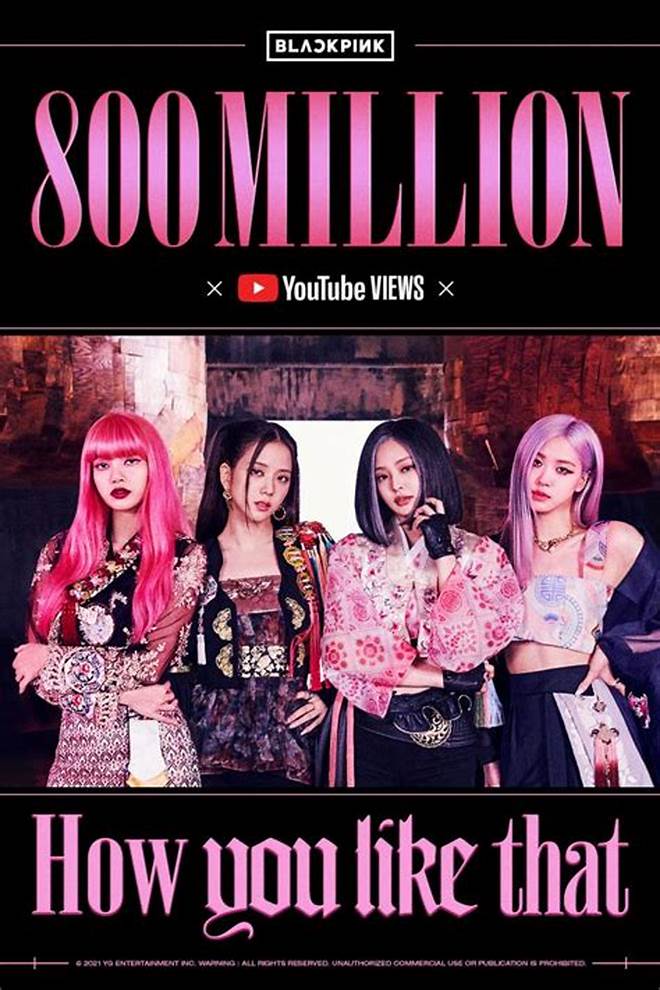 BLACKPINK
800 MILLION
× YouTube VIEWS ×
How you like that
© 2021 YG ENTERTAINMENT INC. WARNING : ALL RIGHTS RESERVED. UNAUTHORIZED COMMERCIAL USE OR PUBLICATION IS PROHIBITED.